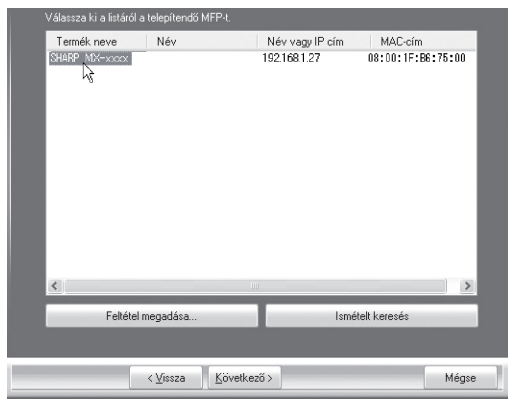 Válassza ki a listáról a telepítendő MFP-t.
Termék neve Név Név vagy IP cím MAC-cím
SHARP MX-xxxx 192.168.1.27 08:00:1F:B6:75:00
Feltétel megadása... Ismételt keresés
< Vissza Következő > Mégse